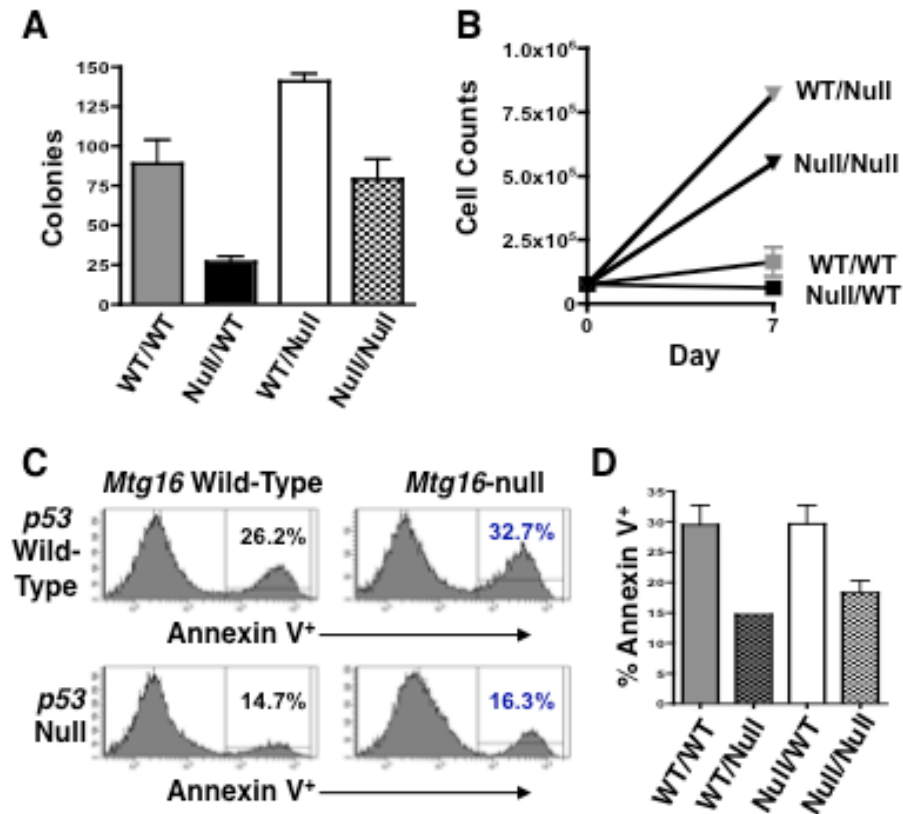 A
Colonies
150
125
100
75
50
25
0
WT/WT
Null/WT
WT/Null
Null/Null
B
Cell Counts
1.0x10⁶
7.5x10⁵
5.0x10⁵
2.5x10⁵
0
0
7
Day
WT/Null
Null/Null
WT/WT
Null/WT
C
Mtg16 Wild-Type
Mtg16-null
p53
Wild-
Type
26.2%
32.7%
Annexin V⁺
Annexin V⁺
p53
Null
14.7%
16.3%
Annexin V⁺
Annexin V⁺
D
% Annexin V⁺
35
30
25
20
15
10
5
0
WT/WT
WT/Null
Null/WT
Null/Null